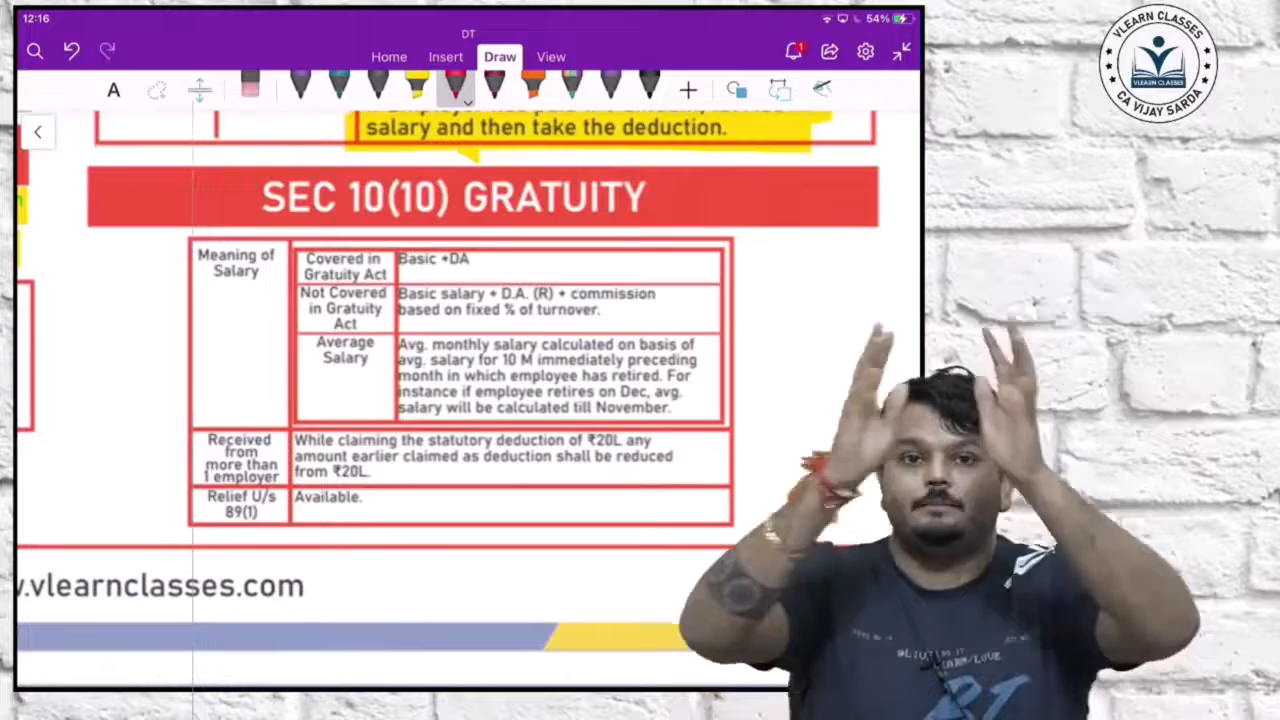 12:16
54%
DT
Home Insert Draw View
salary and then take the deduction.
SEC 10(10) GRATUITY
Meaning of
Salary
Covered in
Gratuity Act
Basic +DA
Not Covered
in Gratuity
Act
Basic salary + D.A. (R) + commission
based on fixed % of turnover.
Average
Salary
Avg. monthly salary calculated on basis of
avg. salary for 10 M immediately preceding
month in which employee has retired. For
instance if employee retires on Dec, avg.
salary will be calculated till November.
Received
from
more than
1 employer
While claiming the statutory deduction of ₹20L any
amount earlier claimed as deduction shall be reduced
from ₹20L.
Relief U/s
89(1)
Available.
.vlearnclasses.com
VLEARN CLASSES
VLEARN CLASSES
CA VIJAY SARDA